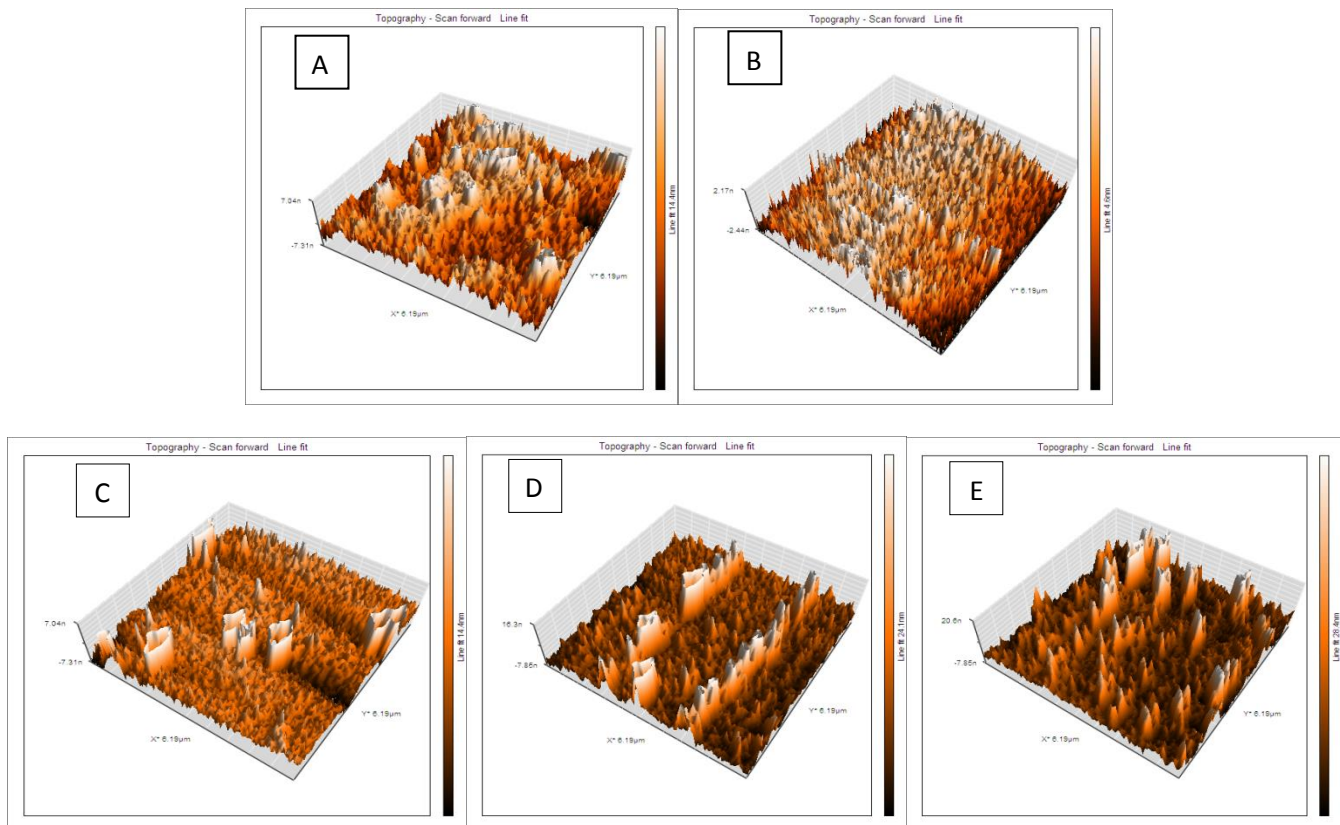 Topography - Scan forward Line fit
A
7.04n
-7.31n
X* 6.19µm
Y* 6.19µm
Line fit 14.4nm
Topography - Scan forward Line fit
B
2.17n
-2.44n
X* 6.19µm
Y* 6.19µm
Line fit 4.6nm
Topography - Scan forward Line fit
C
7.04n
-7.31n
X* 6.19µm
Y* 6.19µm
Line fit 14.4nm
Topography - Scan forward Line fit
D
16.3n
-7.85n
X* 6.19µm
Y* 6.19µm
Line fit 24.1nm
Topography - Scan forward Line fit
E
20.6n
-7.85n
X* 6.19µm
Y* 6.19µm
Line fit 28.4nm